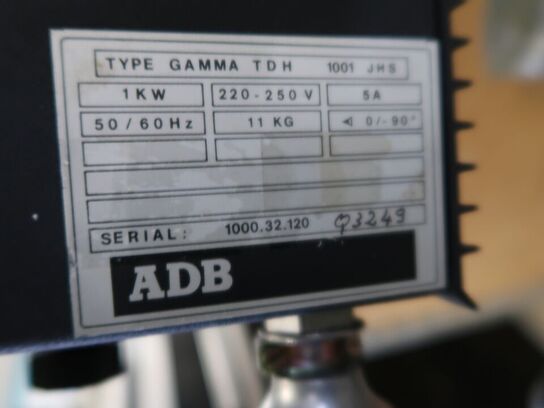 TYPE GAMMA TDH 1001 JHS
1KW 220-250 V 5A
50/60Hz 11 KG ∢ 0/-90°
SERIAL: 1000.32.120 Q3249
ADB